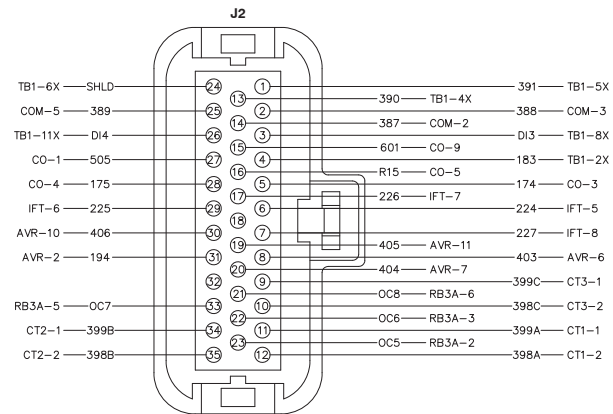 J2
TB1-6X SHLD 24 1 391 TB1-5X
13 390 TB1-4X
COM-5 389 25 2 388 COM-3
14 387 COM-2
TB1-11X DI4 26 3 DI3 TB1-8X
15 601 CO-9
CO-1 505 27 4 183 TB1-2X
16 R15 CO-5
CO-4 175 28 5 174 CO-3
17 226 IFT-7
IFT-6 225 29 6 224 IFT-5
18
AVR-10 406 30 7 227 IFT-8
19 405 AVR-11
AVR-2 194 31 8 403 AVR-6
20 404 AVR-7
32 9 399C CT3-1
21 OC8 RB3A-6
RB3A-5 OC7 33 10 398C CT3-2
22 OC6 RB3A-3
CT2-1 399B 34 11 399A CT1-1
23 OC5 RB3A-2
CT2-2 398B 35 12 398A CT1-2